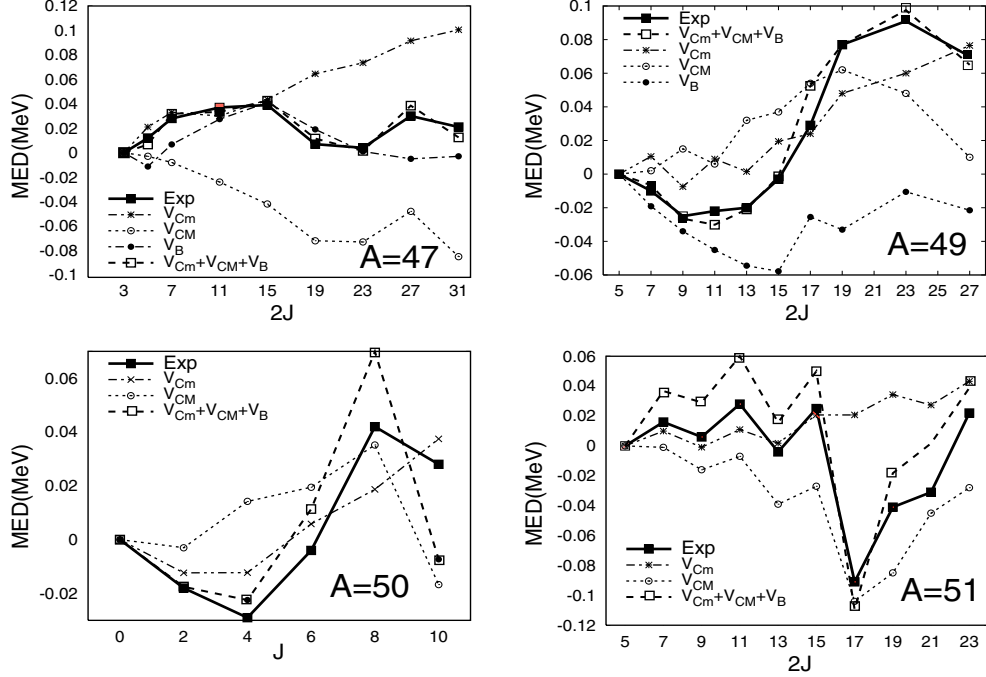 0.12
0.1
0.08
0.06
0.04
0.02
0
-0.02
-0.04
-0.06
-0.08
-0.1
MED(MeV)
Exp
V_Cm
V_CM
V_B
V_Cm+V_CM+V_B
A=47
3 7 11 15 19 23 27 31
2J
0.1
0.08
0.06
0.04
0.02
0
-0.02
-0.04
-0.06
MED(MeV)
Exp
V_Cm+V_CM+V_B
V_Cm
V_CM
V_B
A=49
5 7 9 11 13 15 17 19 21 23 25 27
2J
0.06
0.04
0.02
0
-0.02
MED(MeV)
Exp
V_Cm
V_CM
V_Cm+V_CM+V_B
A=50
0 2 4 6 8 10
J
0.06
0.04
0.02
0
-0.02
-0.04
-0.06
-0.08
-0.1
-0.12
MED(MeV)
Exp
V_Cm
V_CM
V_Cm+V_CM+V_B
A=51
5 7 9 11 13 15 17 19 21 23
2J